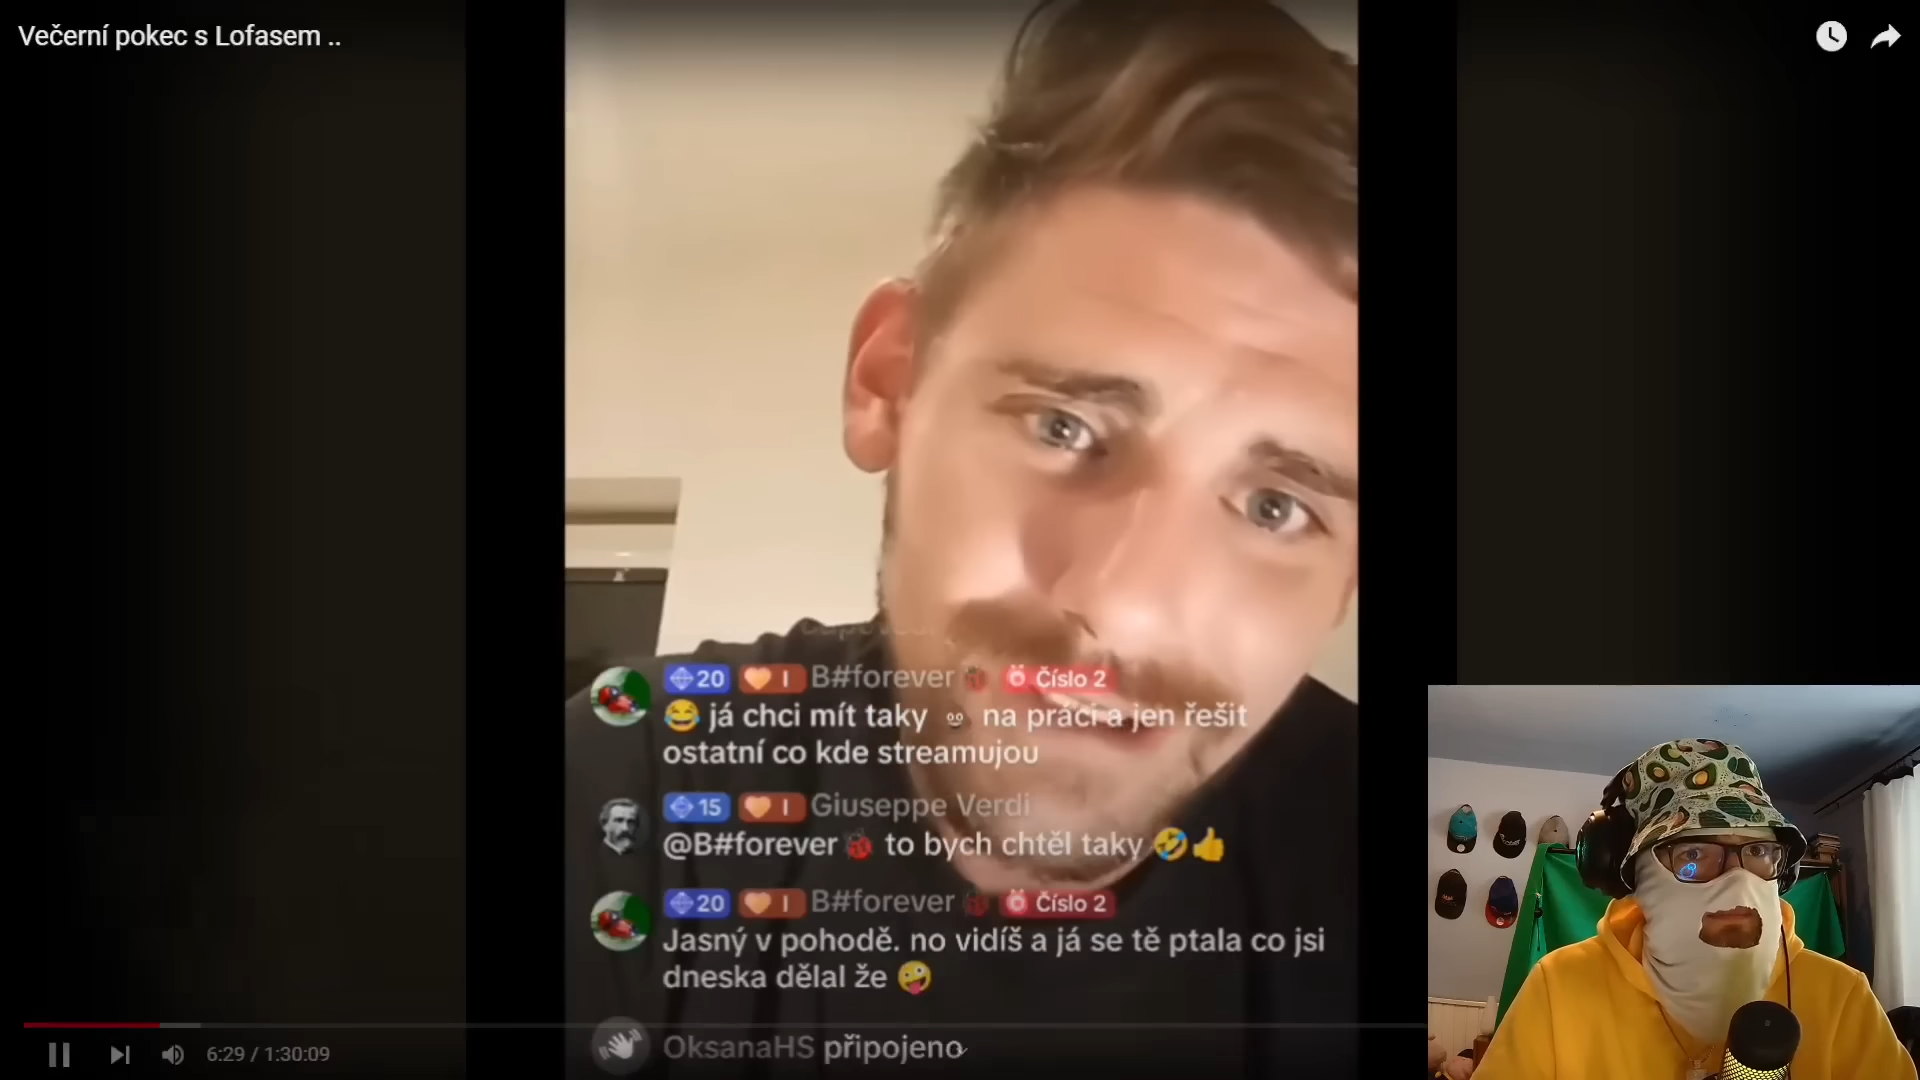 Večerní pokec s Lofasem ..
20 I B#forever Číslo 2
😂 já chci mít taky na práci a jen řešit
ostatní co kde streamujou
15 I Giuseppe Verdi
@B#forever🐞 to bych chtěl taky 🤣👍
20 I B#forever Číslo 2
Jasný v pohodě. no vidíš a já se tě ptala co jsi
dneska dělal že 🤪
OksanaHS připojeno
6:29 / 1:30:09